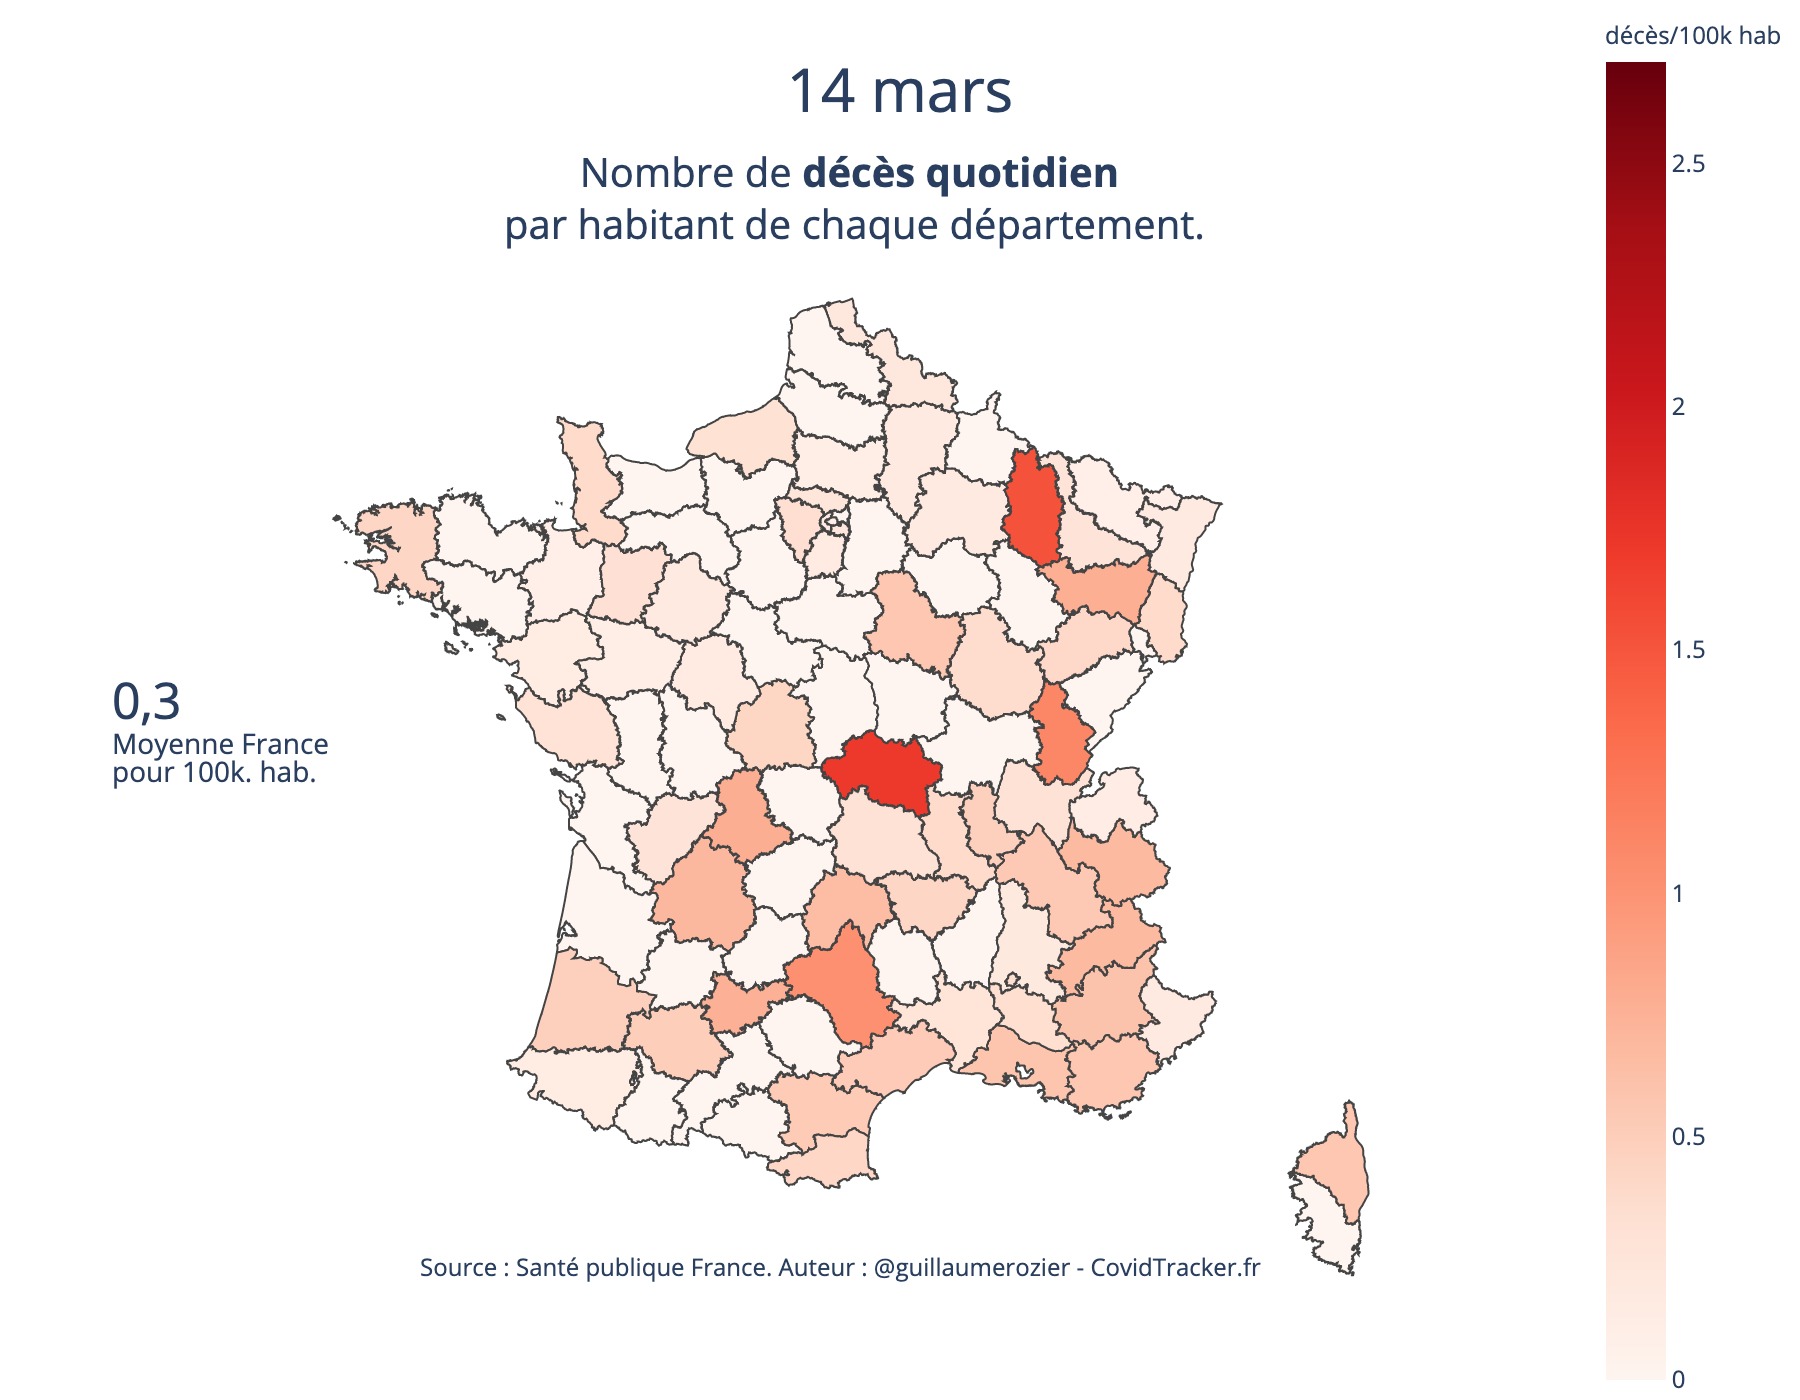 décès/100k hab
14 mars
Nombre de décès quotidien
par habitant de chaque département.
2.5
2
1.5
1
0.5
0
0,3
Moyenne France
pour 100k. hab.
Source : Santé publique France. Auteur : @guillaumerozier - CovidTracker.fr